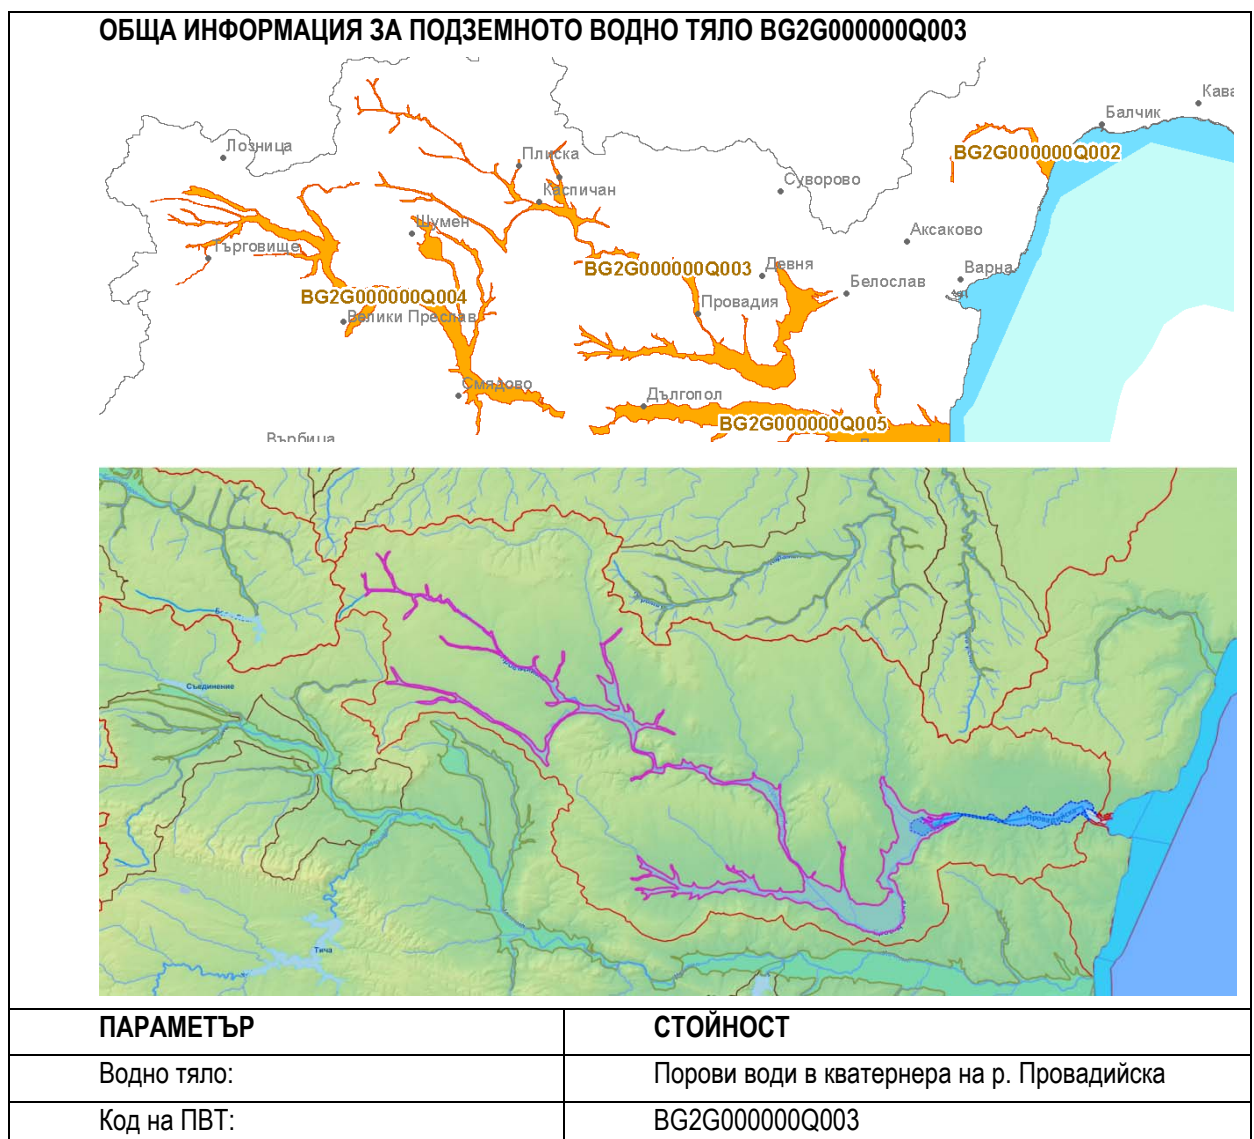 ОБЩА ИНФОРМАЦИЯ ЗА ПОДЗЕМНОТО ВОДНО ТЯЛО BG2G000000Q003
Кава
Балчик
Лозница
Плиска
BG2G000000Q002
Суворово
Каспичан
Шумен
Аксаково
Търговище
BG2G000000Q003
Девня
Варна
Белослав
BG2G000000Q004
Провадия
Велики Преслав
Смядово
Дългопол
BG2G000000Q005
Върбица
Съединение
Тича
ПАРАМЕТЪР
СТОЙНОСТ
Водно тяло:
Порови води в кватернера на р. Провадийска
Код на ПВТ:
BG2G000000Q003